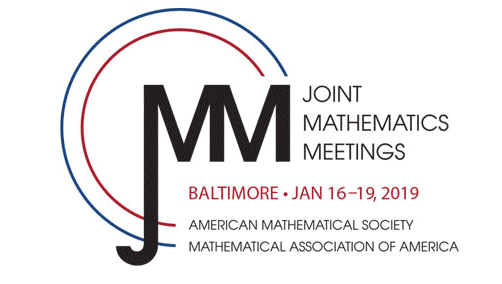 JMM
JOINT
MATHEMATICS
MEETINGS
BALTIMORE • JAN 16–19, 2019
AMERICAN MATHEMATICAL SOCIETY
MATHEMATICAL ASSOCIATION OF AMERICA